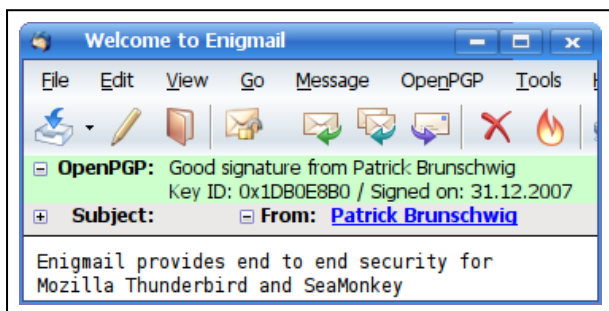 Welcome to Enigmail
File Edit View Go Message OpenPGP Tools
OpenPGP: Good signature from Patrick Brunschwig
Key ID: 0x1DB0E8B0 / Signed on: 31.12.2007
Subject: From: Patrick Brunschwig
Enigmail provides end to end security for
Mozilla Thunderbird and SeaMonkey